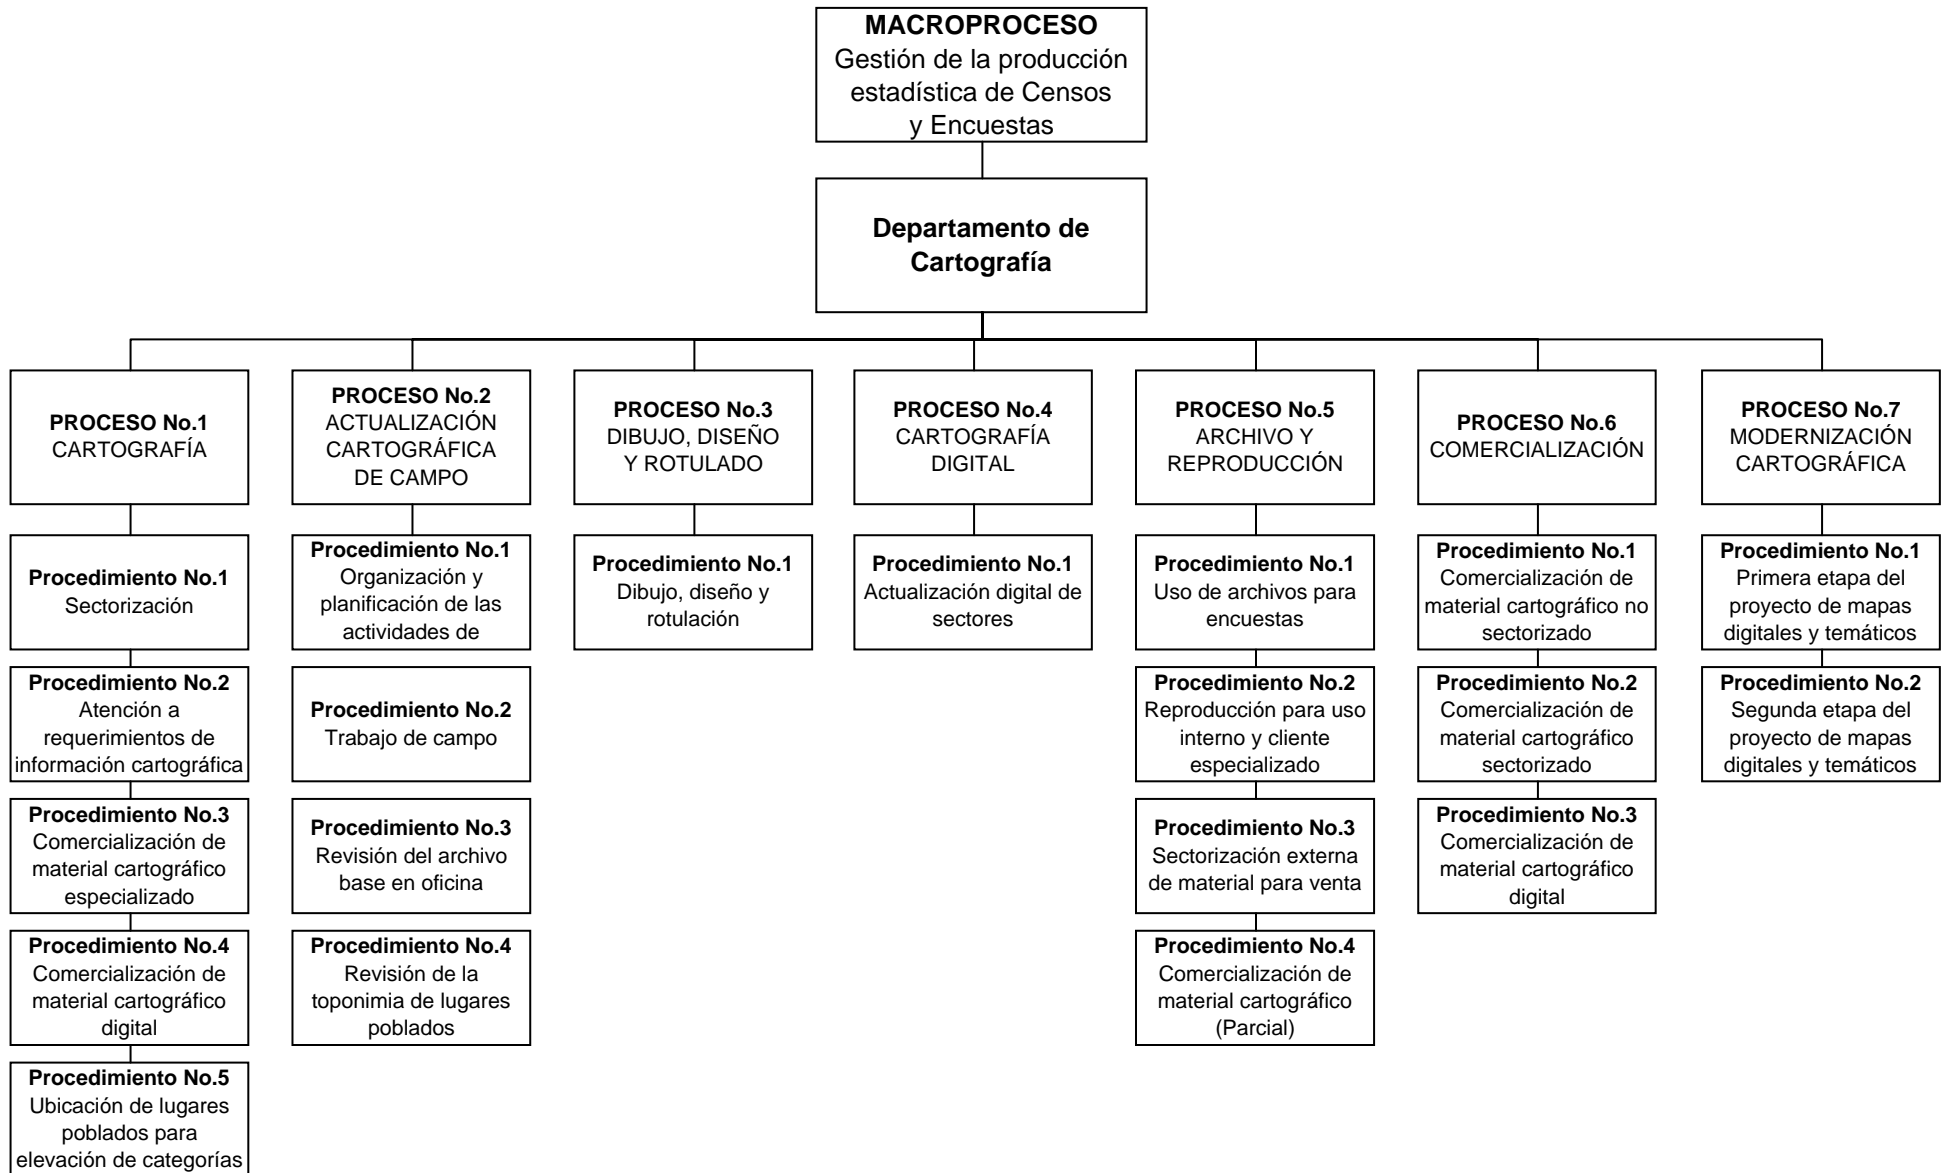 MACROPROCESO
Gestión de la producción
estadística de Censos
y Encuestas
Departamento de
Cartografía
PROCESO No.1
CARTOGRAFÍA
PROCESO No.2
ACTUALIZACIÓN
CARTOGRÁFICA
DE CAMPO
PROCESO No.3
DIBUJO, DISEÑO
Y ROTULADO
PROCESO No.4
CARTOGRAFÍA
DIGITAL
PROCESO No.5
ARCHIVO Y
REPRODUCCIÓN
PROCESO No.6
COMERCIALIZACIÓN
PROCESO No.7
MODERNIZACIÓN
CARTOGRÁFICA
Procedimiento No.1
Sectorización
Procedimiento No.1
Organización y
planificación de las
actividades de
Procedimiento No.1
Dibujo, diseño y
rotulación
Procedimiento No.1
Actualización digital de
sectores
Procedimiento No.1
Uso de archivos para
encuestas
Procedimiento No.1
Comercialización de
material cartográfico no
sectorizado
Procedimiento No.1
Primera etapa del
proyecto de mapas
digitales y temáticos
Procedimiento No.2
Atención a
requerimientos de
información cartográfica
Procedimiento No.2
Trabajo de campo
Procedimiento No.2
Reproducción para uso
interno y cliente
especializado
Procedimiento No.2
Comercialización de
material cartográfico
sectorizado
Procedimiento No.2
Segunda etapa del
proyecto de mapas
digitales y temáticos
Procedimiento No.3
Comercialización de
material cartográfico
especializado
Procedimiento No.3
Revisión del archivo
base en oficina
Procedimiento No.3
Sectorización externa
de material para venta
Procedimiento No.3
Comercialización de
material cartográfico
digital
Procedimiento No.4
Comercialización de
material cartográfico
digital
Procedimiento No.4
Revisión de la
toponimia de lugares
poblados
Procedimiento No.4
Comercialización de
material cartográfico
(Parcial)
Procedimiento No.5
Ubicación de lugares
poblados para
elevación de categorías